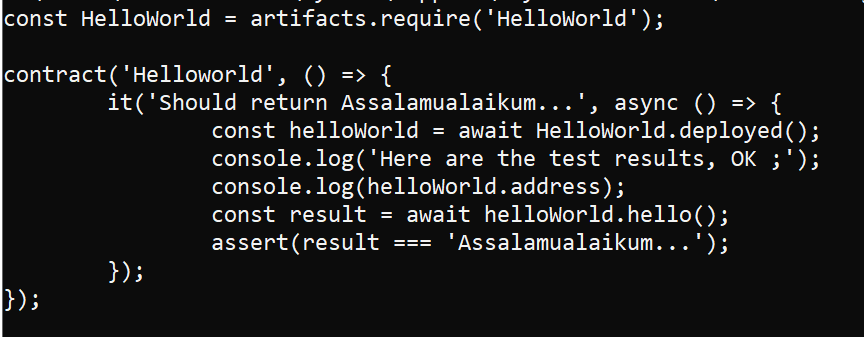 const HelloWorld = artifacts.require('HelloWorld');
contract('Helloworld', () => {
it('Should return Assalamualaikum...', async () => {
const helloWorld = await HelloWorld.deployed();
console.log('Here are the test results, OK ;');
console.log(helloWorld.address);
const result = await helloWorld.hello();
assert(result === 'Assalamualaikum...');
});
});